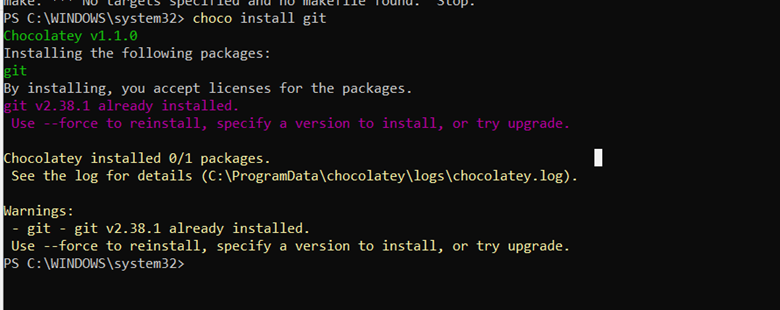 make: *** No targets specified and no makefile found.  Stop.
PS C:\WINDOWS\system32> choco install git
Chocolatey v1.1.0
Installing the following packages:
git
By installing, you accept licenses for the packages.
git v2.38.1 already installed.
 Use --force to reinstall, specify a version to install, or try upgrade.
Chocolatey installed 0/1 packages.
 See the log for details (C:\ProgramData\chocolatey\logs\chocolatey.log).
Warnings:
 - git - git v2.38.1 already installed.
 Use --force to reinstall, specify a version to install, or try upgrade.
PS C:\WINDOWS\system32>